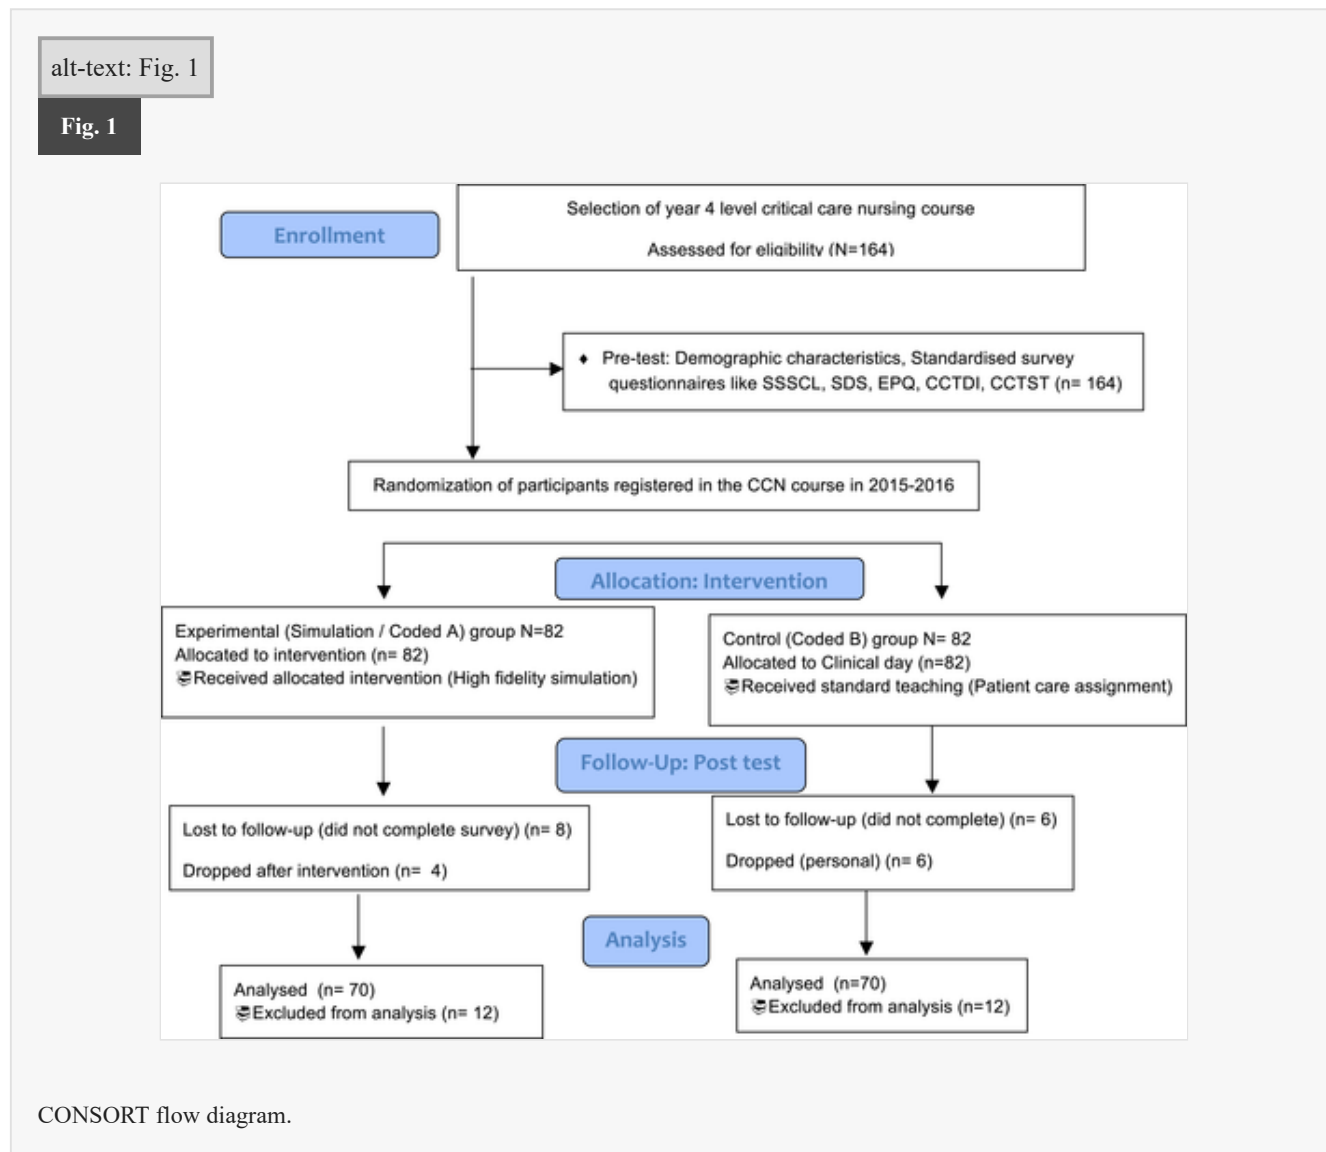 alt-text: Fig. 1
Fig. 1
Enrollment
Selection of year 4 level critical care nursing course
Assessed for eligibility (N=164)
♦ Pre-test: Demographic characteristics, Standardised survey
questionnaires like SSSCL, SDS, EPQ, CCTDI, CCTST (n= 164)
Randomization of participants registered in the CCN course in 2015-2016
Allocation: Intervention
Experimental (Simulation / Coded A) group N=82
Allocated to intervention (n= 82)
Received allocated intervention (High fidelity simulation)
Control (Coded B) group N= 82
Allocated to Clinical day (n=82)
Received standard teaching (Patient care assignment)
Follow-Up: Post test
Lost to follow-up (did not complete survey) (n= 8)
Dropped after intervention (n= 4)
Lost to follow-up (did not complete) (n= 6)
Dropped (personal) (n= 6)
Analysis
Analysed (n= 70)
Excluded from analysis (n= 12)
Analysed (n=70)
Excluded from analysis (n=12)
CONSORT flow diagram.